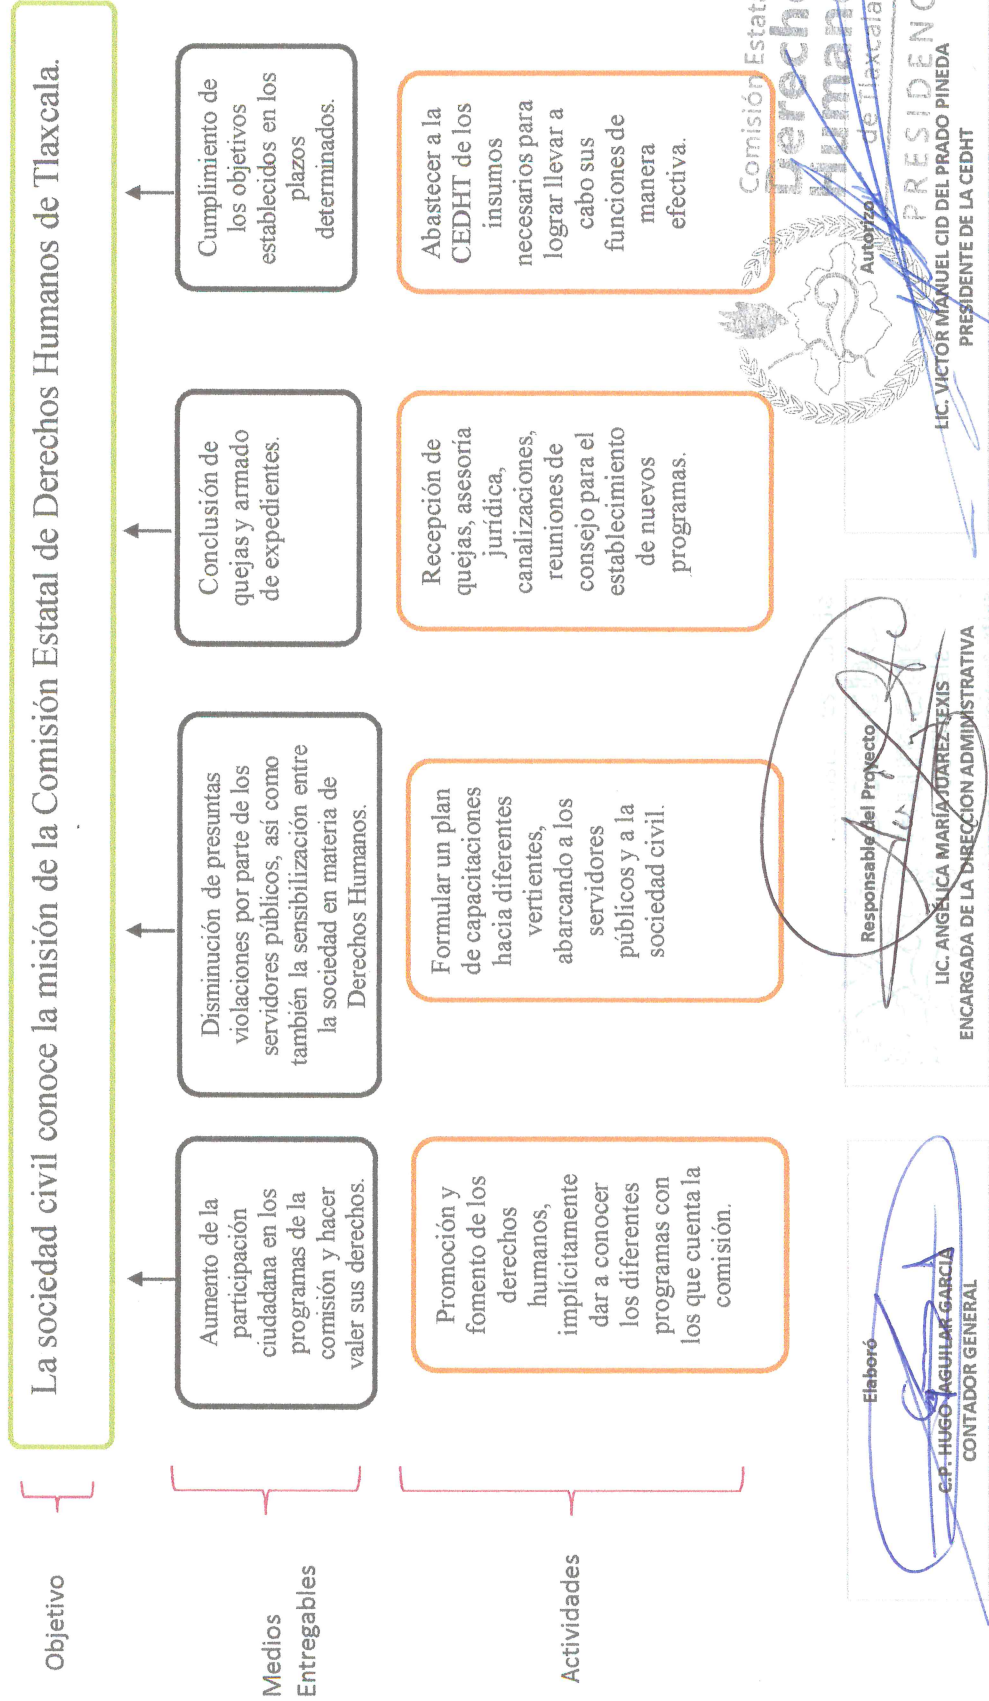 Objetivo
La sociedad civil conoce la misión de la Comisión Estatal de Derechos Humanos de Tlaxcala.
Medios
Entregables
Aumento de la
participación
ciudadana en los
programas de la
comisión y hacer
valer sus derechos.
Disminución de presuntas
violaciones por parte de los
servidores públicos, así como
también la sensibilización entre
la sociedad en materia de
Derechos Humanos.
Conclusión de
quejas y armado
de expedientes.
Cumplimiento de
los objetivos
establecidos en los
plazos
determinados.
Actividades
Promoción y
fomento de los
derechos
humanos,
implícitamente
dar a conocer
los diferentes
programas con
los que cuenta la
comisión.
Formular un plan
de capacitaciones
hacia diferentes
vertientes,
abarcando a los
servidores
públicos y a la
sociedad civil.
Recepción de
quejas, asesoría
jurídica,
canalizaciones,
reuniones de
consejo para el
establecimiento
de nuevos
programas.
Abastecer a la
CEDHT de los
insumos
necesarios para
lograr llevar a
cabo sus
funciones de
manera
efectiva.
Elaboró
C.P. HUGO AGUILAR GARCIA
CONTADOR GENERAL
Responsable del Proyecto
LIC. ANGÉLICA MARÍA JUAREZ TEXIS
ENCARGADA DE LA DIRECCION ADMINISTRATIVA
Comisión Estat
Derech
Human
de Tlaxcala
PRESIDENC
Autorizo
LIC. VICTOR MANUEL CID DEL PRADO PINEDA
PRESIDENTE DE LA CEDHT